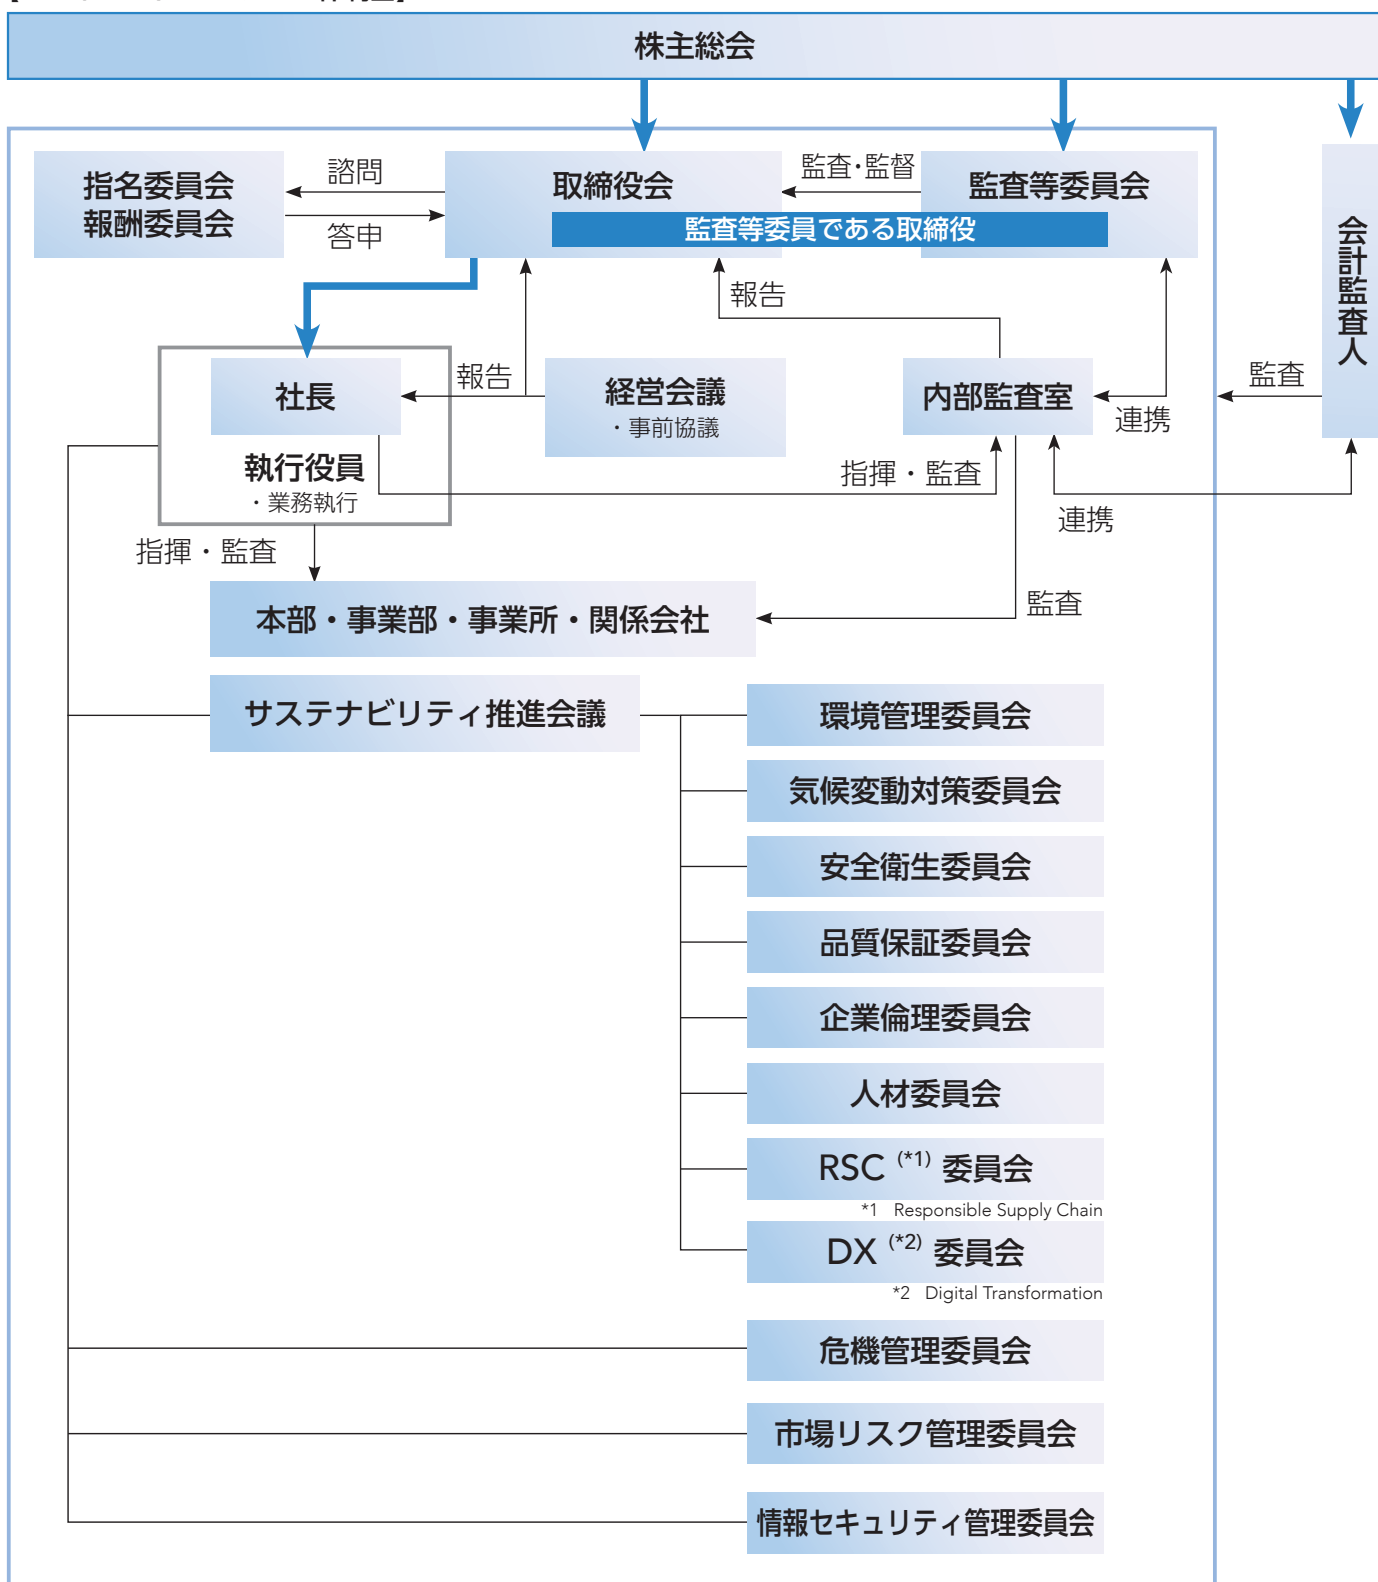 株主総会
指名委員会
報酬委員会
諮問
答申
取締役会
監査・監督
監査等委員会
監査等委員である取締役
会計監査人
報告
社長
報告
経営会議
・事前協議
内部監査室
監査
連携
執行役員
・業務執行
指揮・監査
連携
指揮・監査
本部・事業部・事業所・関係会社
監査
サステナビリティ推進会議
環境管理委員会
気候変動対策委員会
安全衛生委員会
品質保証委員会
企業倫理委員会
人材委員会
RSC (*1) 委員会
*1 Responsible Supply Chain
DX (*2) 委員会
*2 Digital Transformation
危機管理委員会
市場リスク管理委員会
情報セキュリティ管理委員会